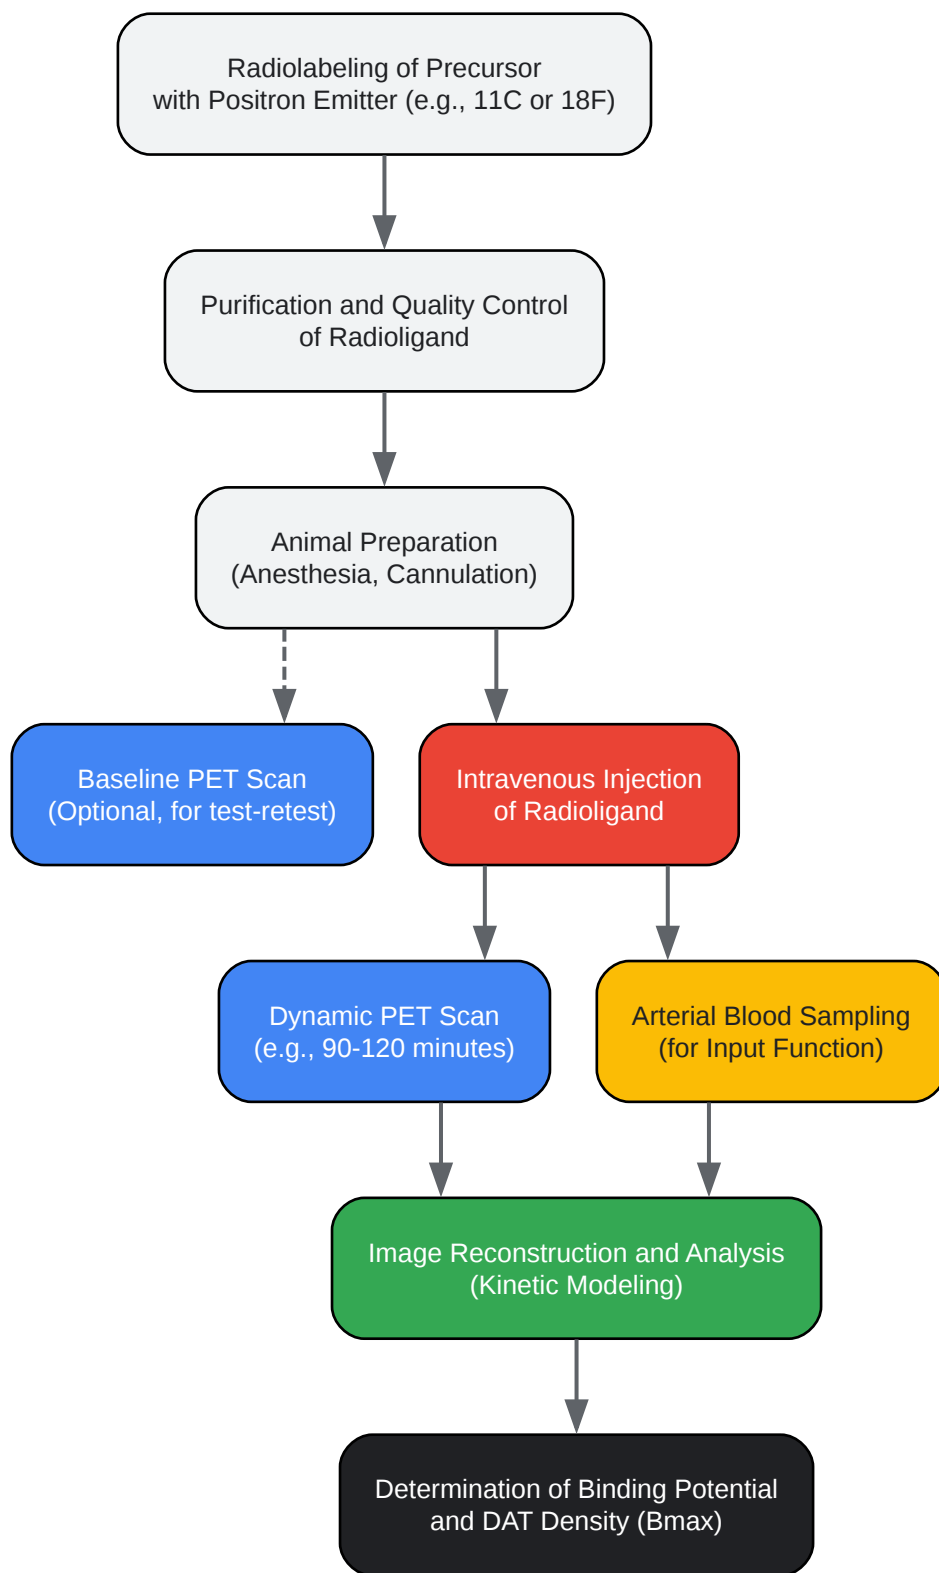 Radiolabeling of Precursor
with Positron Emitter (e.g., 11C or 18F)
Purification and Quality Control
of Radioligand
Animal Preparation
(Anesthesia, Cannulation)
Baseline PET Scan
(Optional, for test-retest)
Intravenous Injection
of Radioligand
Dynamic PET Scan
(e.g., 90-120 minutes)
Arterial Blood Sampling
(for Input Function)
Image Reconstruction and Analysis
(Kinetic Modeling)
Determination of Binding Potential
and DAT Density (Bmax)